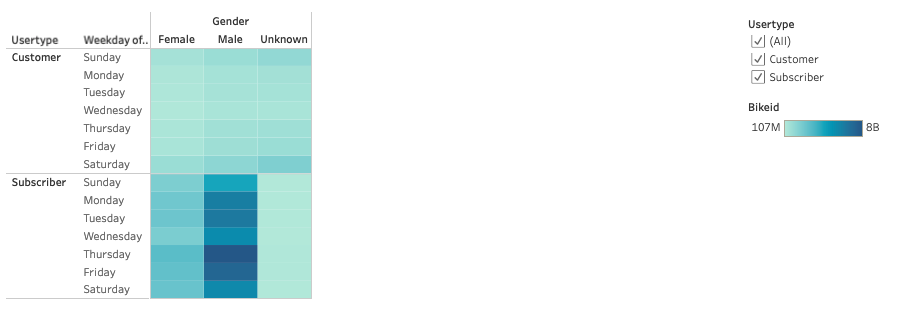 Gender
Usertype Weekday of.. Female Male Unknown
Customer Sunday
Monday
Tuesday
Wednesday
Thursday
Friday
Saturday
Subscriber Sunday
Monday
Tuesday
Wednesday
Thursday
Friday
Saturday
Usertype
(All)
Customer
Subscriber
Bikeid
107M 8B